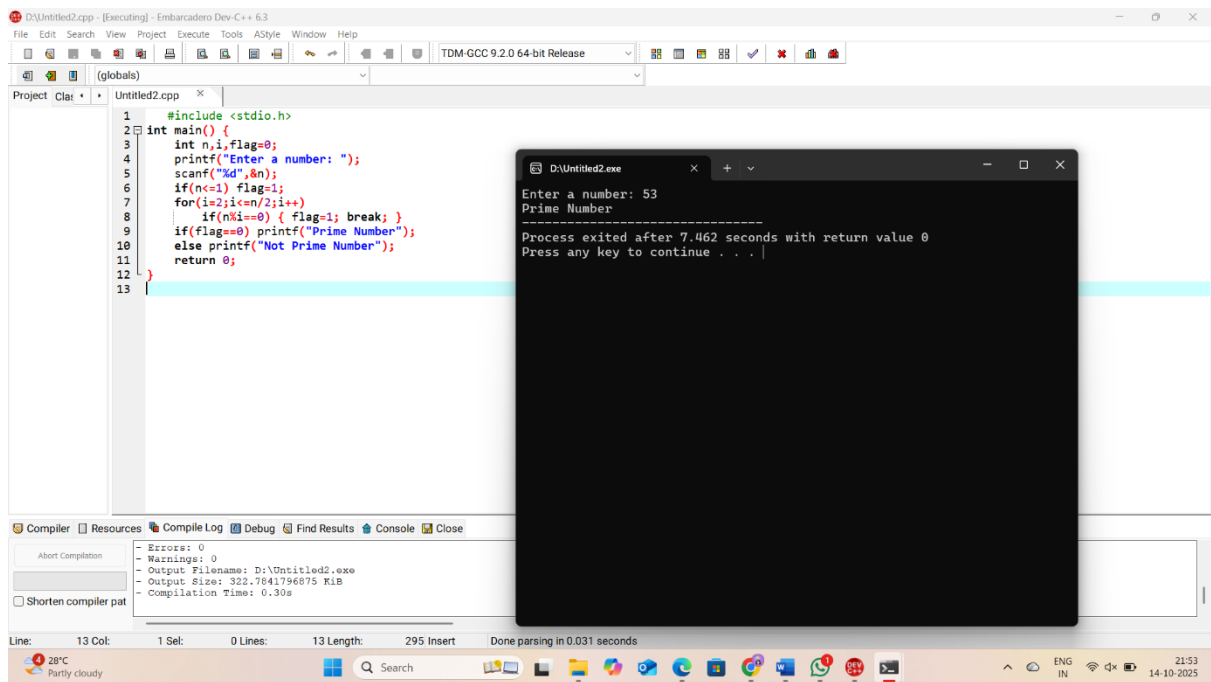 D:\Untitled2.cpp - [Executing] - Embarcadero Dev-C++ 6.3
File Edit Search View Project Execute Tools AStyle Window Help
TDM-GCC 9.2.0 64-bit Release
(globals)
Project Clas Untitled2.cpp
1 #include <stdio.h>
2 int main() {
3 int n,i,flag=0;
4 printf("Enter a number: ");
5 scanf("%d",&n);
6 if(n<=1) flag=1;
7 for(i=2;i<=n/2;i++)
8 if(n%i==0) { flag=1; break; }
9 if(flag==0) printf("Prime Number");
10 else printf("Not Prime Number");
11 return 0;
12 }
13
D:\Untitled2.exe
Enter a number: 53
Prime Number
--------------------------------
Process exited after 7.462 seconds with return value 0
Press any key to continue . . .
Compiler Resources Compile Log Debug Find Results Console Close
Abort Compilation
Shorten compiler pat
- Errors: 0
- Warnings: 0
- Output Filename: D:\Untitled2.exe
- Output Size: 322.7841796875 KiB
- Compilation Time: 0.30s
Line: 13 Col: 1 Sel: 0 Lines: 13 Length: 295 Insert Done parsing in 0.031 seconds
4 28°C
Partly cloudy
Search
DEV C++
ENG
IN
21:53
14-10-2025